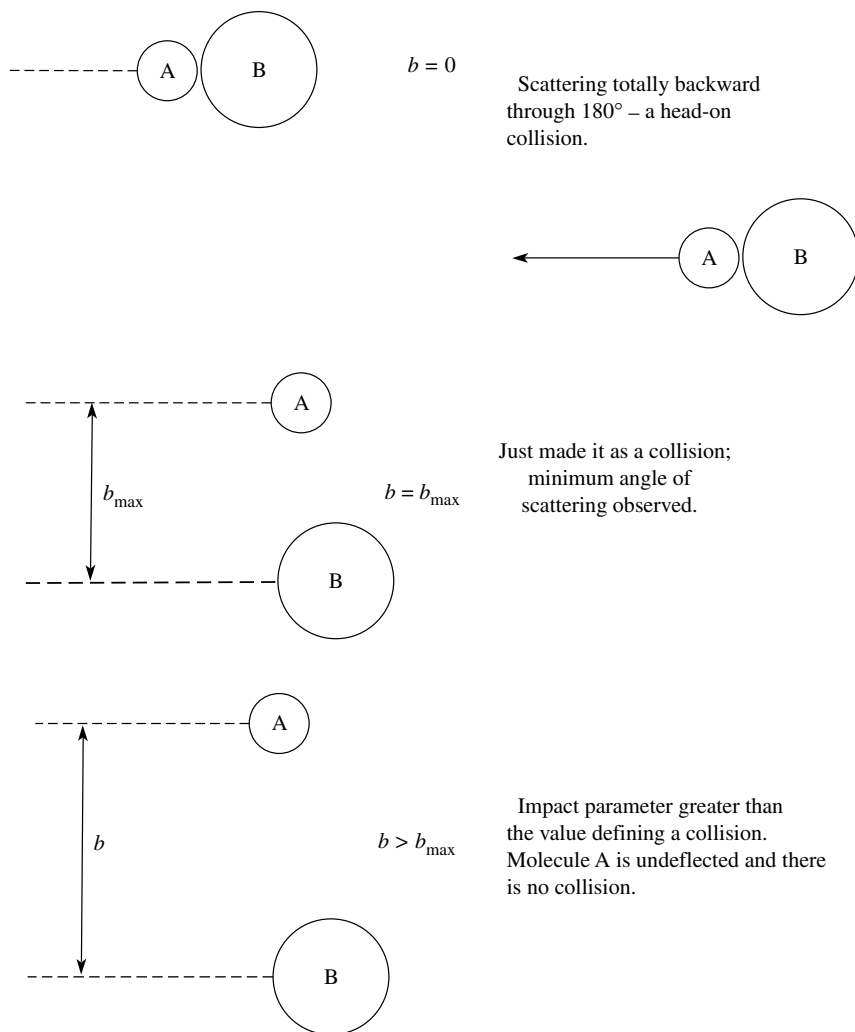 A B b = 0
Scattering totally backward
through 180° – a head-on
collision.
A B
A
b_max b = b_max
Just made it as a collision;
minimum angle of
scattering observed.
B
A
b b > b_max
Impact parameter greater than
the value defining a collision.
Molecule A is undeflected and there
is no collision.
B